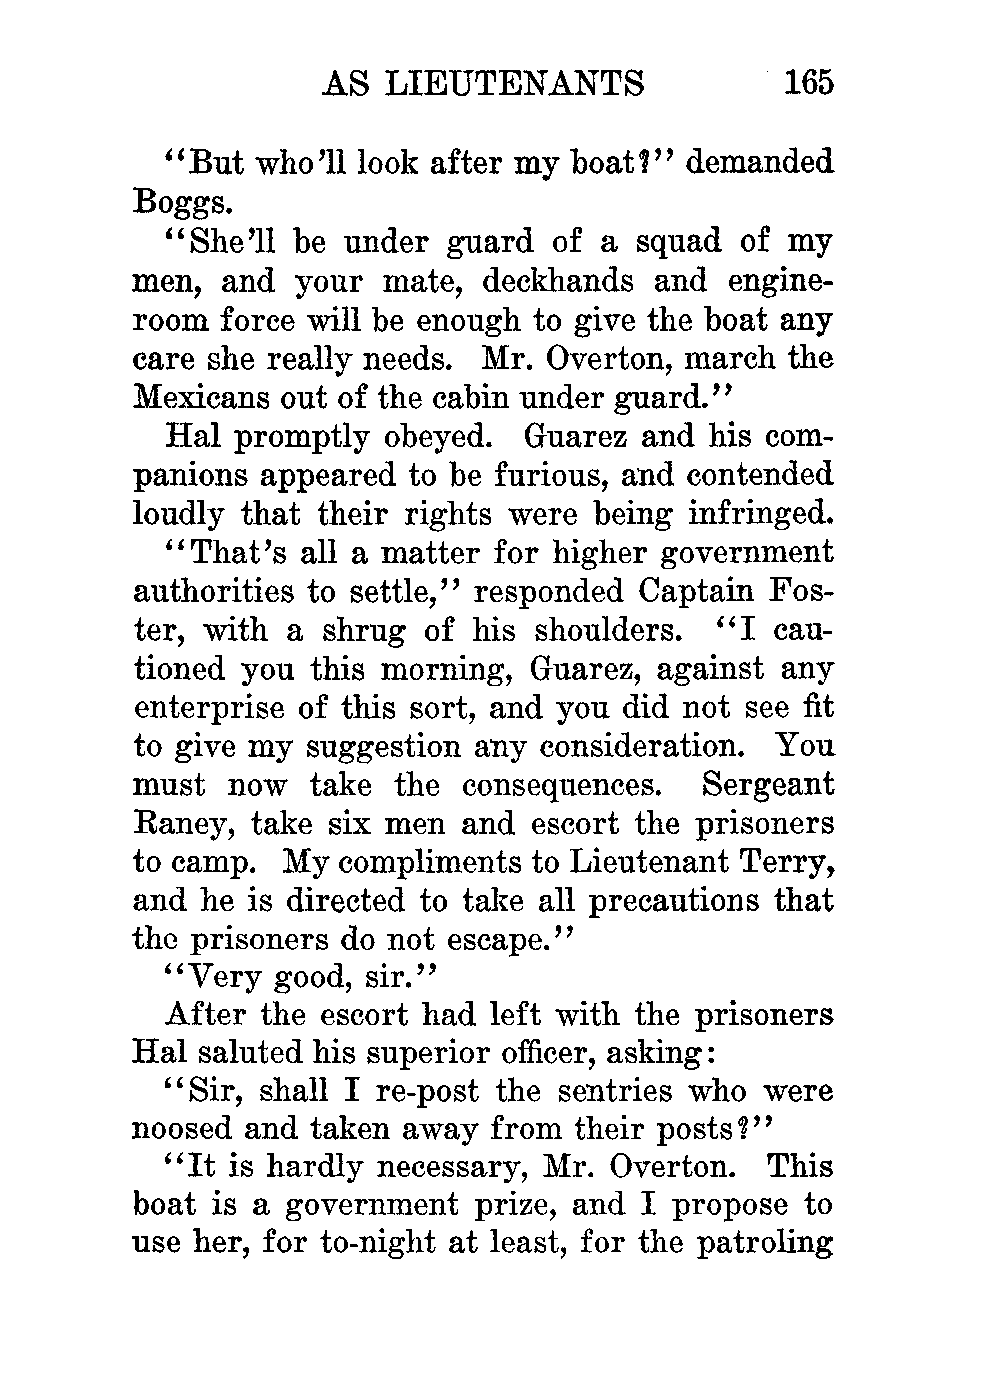 AS LIEUTENANTS 165
“But who’ll look after my boat?” demanded
Boggs.
“She’ll be under guard of a squad of my
men, and your mate, deckhands and engine-
room force will be enough to give the boat any
care she really needs. Mr. Overton, march the
Mexicans out of the cabin under guard.”
Hal promptly obeyed. Guarez and his com-
panions appeared to be furious, and contended
loudly that their rights were being infringed.
“That’s all a matter for higher government
authorities to settle,” responded Captain Fos-
ter, with a shrug of his shoulders. “I cau-
tioned you this morning, Guarez, against any
enterprise of this sort, and you did not see fit
to give my suggestion any consideration. You
must now take the consequences. Sergeant
Raney, take six men and escort the prisoners
to camp. My compliments to Lieutenant Terry,
and he is directed to take all precautions that
the prisoners do not escape.”
“Very good, sir.”
After the escort had left with the prisoners
Hal saluted his superior officer, asking:
“Sir, shall I re-post the sentries who were
noosed and taken away from their posts?”
“It is hardly necessary, Mr. Overton. This
boat is a government prize, and I propose to
use her, for to-night at least, for the patroling